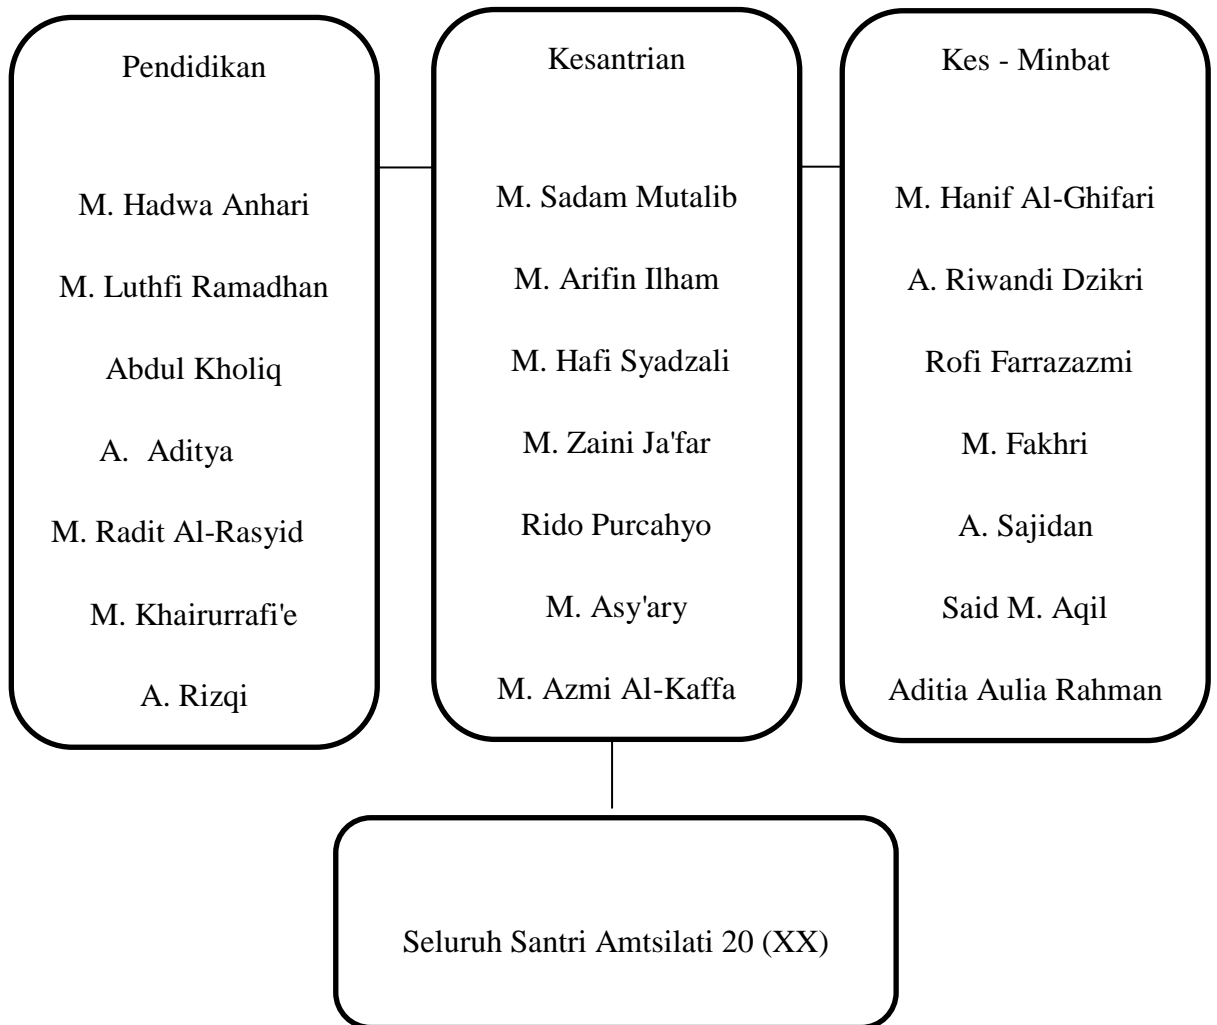 Pendidikan
M. Hadwa Anhari
M. Luthfi Ramadhan
Abdul Kholiq
A. Aditya
M. Radit Al-Rasyid
M. Khairurrafi'e
A. Rizqi
Kesantrian
M. Sadam Mutalib
M. Arifin Ilham
M. Hafi Syadzali
M. Zaini Ja'far
Rido Purcahyo
M. Asy'ary
M. Azmi Al-Kaffa
Kes - Minbat
M. Hanif Al-Ghifari
A. Riwandi Dzikri
Rofi Farrazazmi
M. Fakhri
A. Sajidan
Said M. Aqil
Aditia Aulia Rahman
Seluruh Santri Amtsilati 20 (XX)